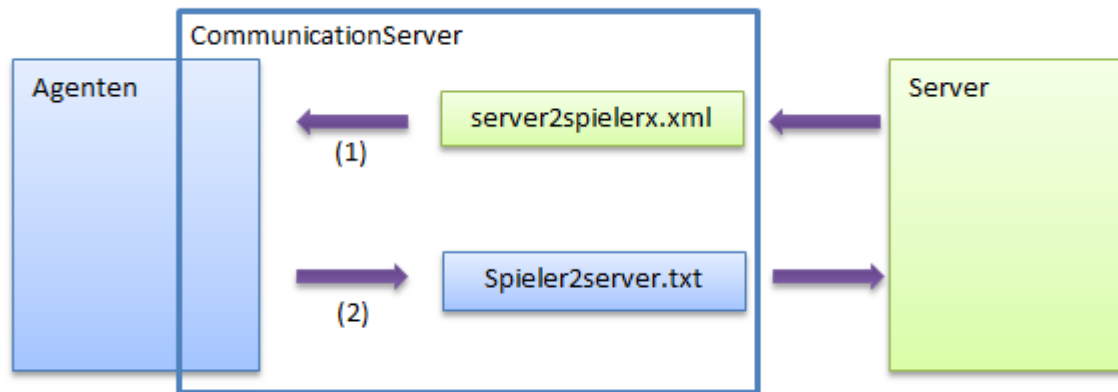 CommunicationServer
Agenten
Server
server2spielerx.xml
(1)
Spieler2server.txt
(2)